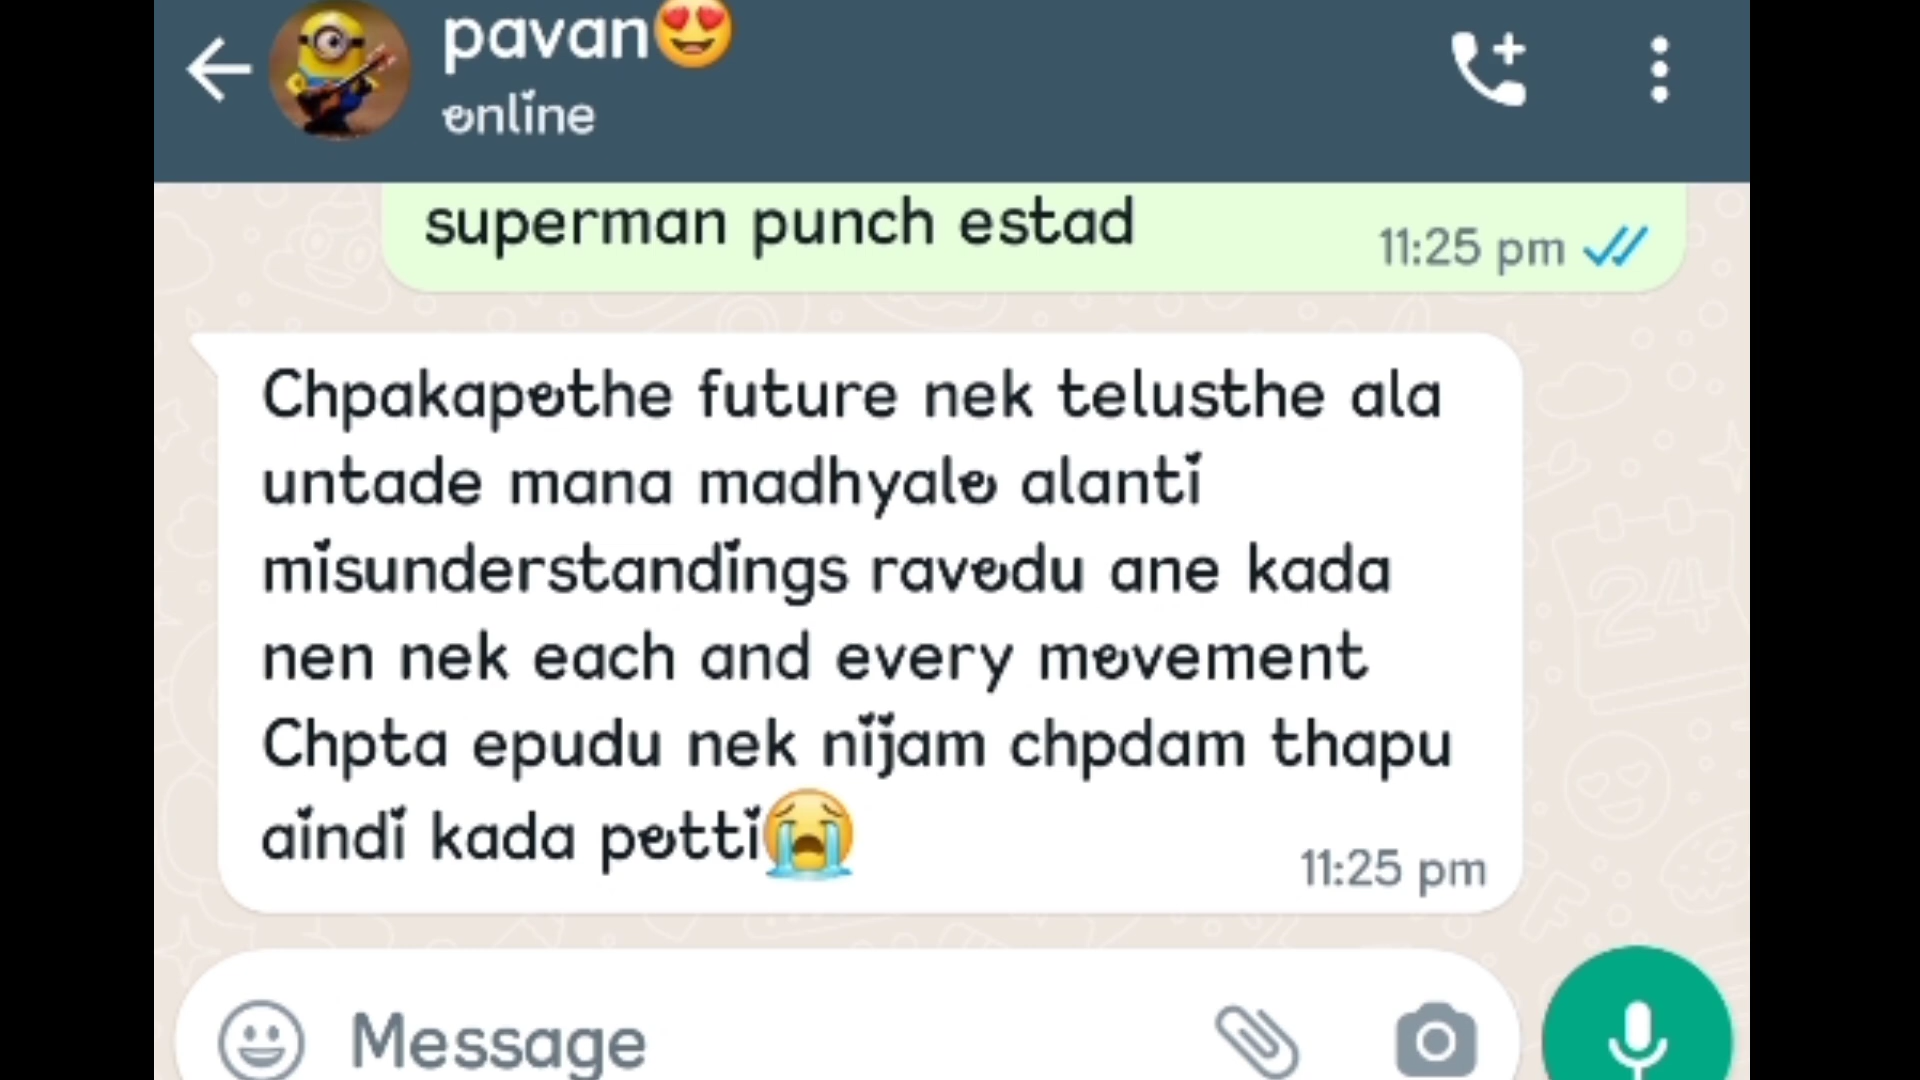 pavan😍
online
superman punch estad
11:25 pm
Chpakapothe future nek telusthe ala
untade mana madhyalo alanti
misunderstandings ravodu ane kada
nen nek each and every movement
Chpta epudu nek nijam chpdam thapu
aindi kada potti😭
11:25 pm
Message